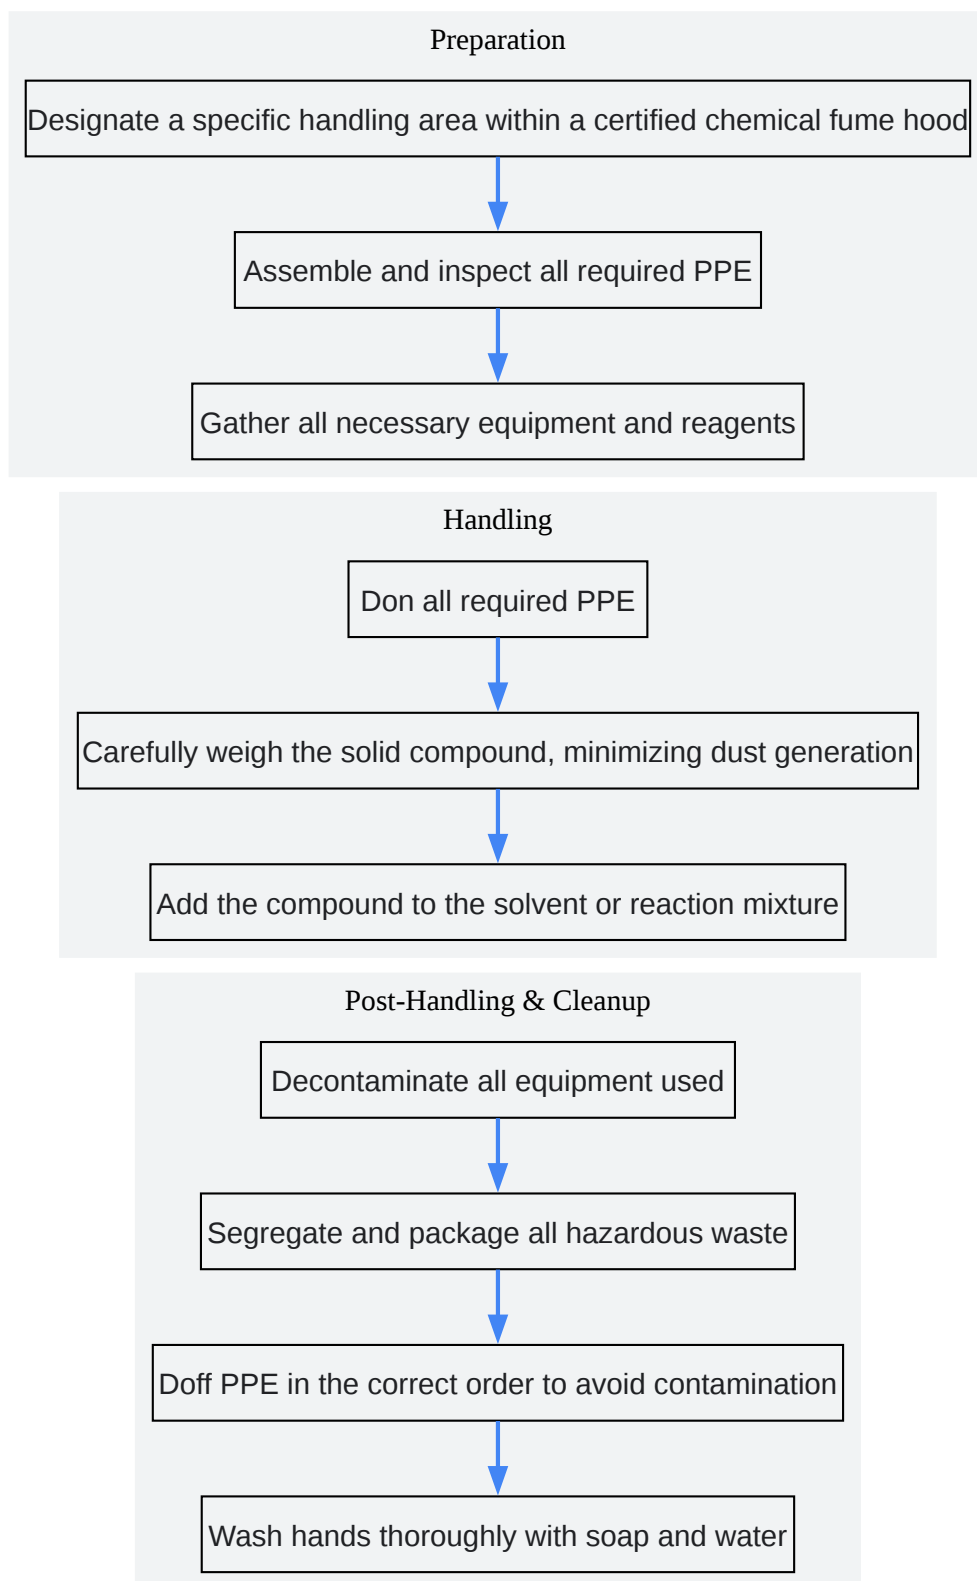 Preparation
Designate a specific handling area within a certified chemical fume hood
Assemble and inspect all required PPE
Gather all necessary equipment and reagents
Handling
Don all required PPE
Carefully weigh the solid compound, minimizing dust generation
Add the compound to the solvent or reaction mixture
Post-Handling & Cleanup
Decontaminate all equipment used
Segregate and package all hazardous waste
Doff PPE in the correct order to avoid contamination
Wash hands thoroughly with soap and water